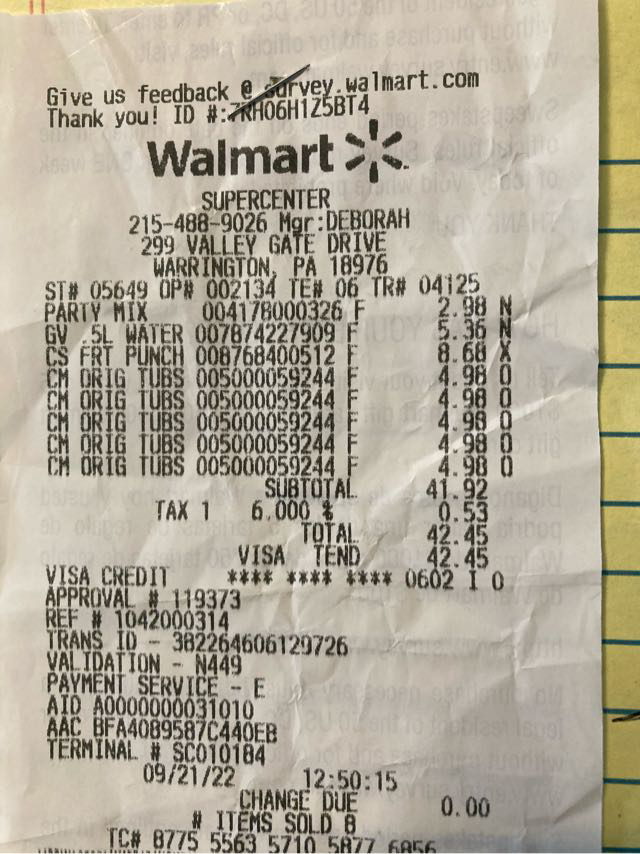 Give us feedback @ survey.walmart.com
Thank you! ID #:7RH06H1Z5BT4
Walmart
SUPERCENTER
215-488-9026 Mgr:DEBORAH
299 VALLEY GATE DRIVE
WARRINGTON, PA 18976
ST# 05649 OP# 002134 TE# 06 TR# 04125
PARTY MIX 004178000326 F 2.98 N
GV .5L WATER 007874227909 F 5.36 N
CS FRT PUNCH 008768400512 F 8.68 X
CM ORIG TUBS 005000059244 F 4.98 O
CM ORIG TUBS 005000059244 F 4.98 O
CM ORIG TUBS 005000059244 F 4.98 O
CM ORIG TUBS 005000059244 F 4.98 O
CM ORIG TUBS 005000059244 F 4.98 O
SUBTOTAL 41.92
TAX 1 6.000 % 0.53
TOTAL 42.45
VISA TEND 42.45
VISA CREDIT **** **** **** 0602 I 0
APPROVAL # 119373
REF # 1042000314
TRANS ID - 382264606129726
VALIDATION - N449
PAYMENT SERVICE - E
AID A0000000031010
AAC BFA4089587C440EB
TERMINAL # SC010184
09/21/22 12:50:15
CHANGE DUE 0.00
# ITEMS SOLD 8
TC# 8775 5563 5710 5877 6856